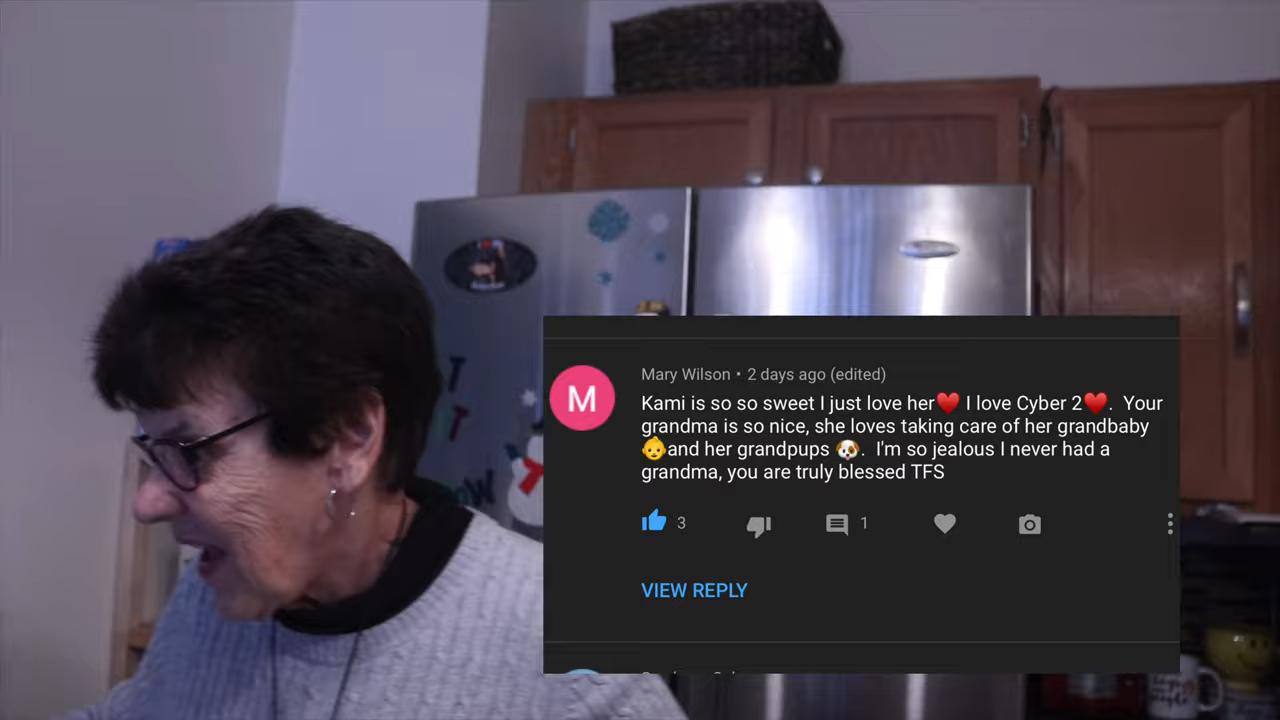 Mary Wilson • 2 days ago (edited)
Kami is so so sweet I just love her❤️ I love Cyber 2❤️.  Your
grandma is so nice, she loves taking care of her grandbaby
👶and her grandpups 🐶.  I'm so jealous I never had a
grandma, you are truly blessed TFS
3
1
VIEW REPLY